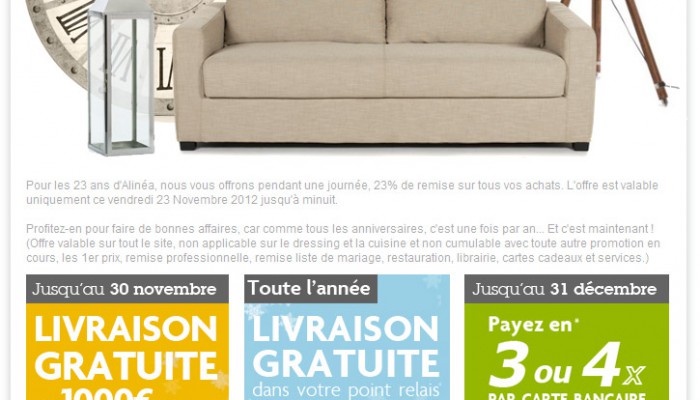 Pour les 23 ans d'Alinéa, nous vous offrons pendant une journée, 23% de remise sur tous vos achats. L'offre est valable
uniquement ce vendredi 23 Novembre 2012 jusqu'à minuit.
Profitez-en pour faire de bonnes affaires, car comme tous les anniversaires, c'est une fois par an... Et c'est maintenant !
(Offre valable sur tout le site, non applicable sur le dressing et la cuisine et non cumulable avec toute autre promotion en
cours, les 1er prix, remise professionnelle, remise liste de mariage, restauration, librairie, cartes cadeaux et services.)
Jusqu'au 30 novembre
LIVRAISON
GRATUITE
1000€
Toute l'année
LIVRAISON
GRATUITE
dans votre point relais*
Jusqu'au 31 décembre
Payez en*
3 ou 4x
PAR CARTE BANCAIRE